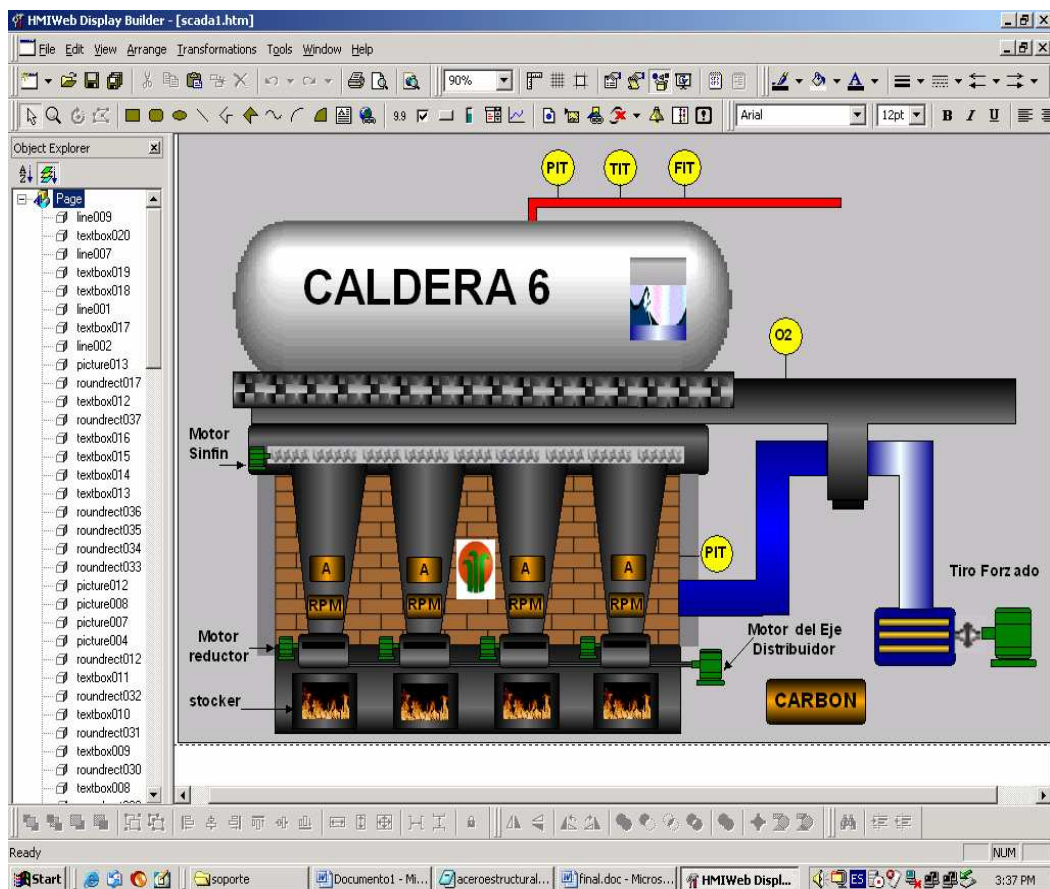 HMIWeb Display Builder - [scada1.htm]
File Edit View Arrange Transformations Tools Window Help
90%
9.9
Arial
12pt
B I U
Object Explorer
Page
line009
textbox020
line007
textbox019
textbox018
line001
textbox017
line002
picture013
roundrect017
textbox012
roundrect037
textbox016
textbox015
textbox014
textbox013
roundrect036
roundrect035
roundrect034
roundrect033
picture012
picture008
picture007
picture004
roundrect012
textbox011
roundrect032
textbox010
roundrect031
textbox009
roundrect030
textbox008
PIT
TIT
FIT
CALDERA 6
O2
Motor
Sinfin
A
A
A
A
RPM
RPM
RPM
RPM
PIT
Tiro Forzado
Motor
reductor
Motor del Eje
Distribuidor
stocker
CARBON
Ready
NUM
Start
soporte
Documento1 - Mi...
aceroestructural...
final.doc - Micros...
HMIWeb Displ...
ES
3:37 PM